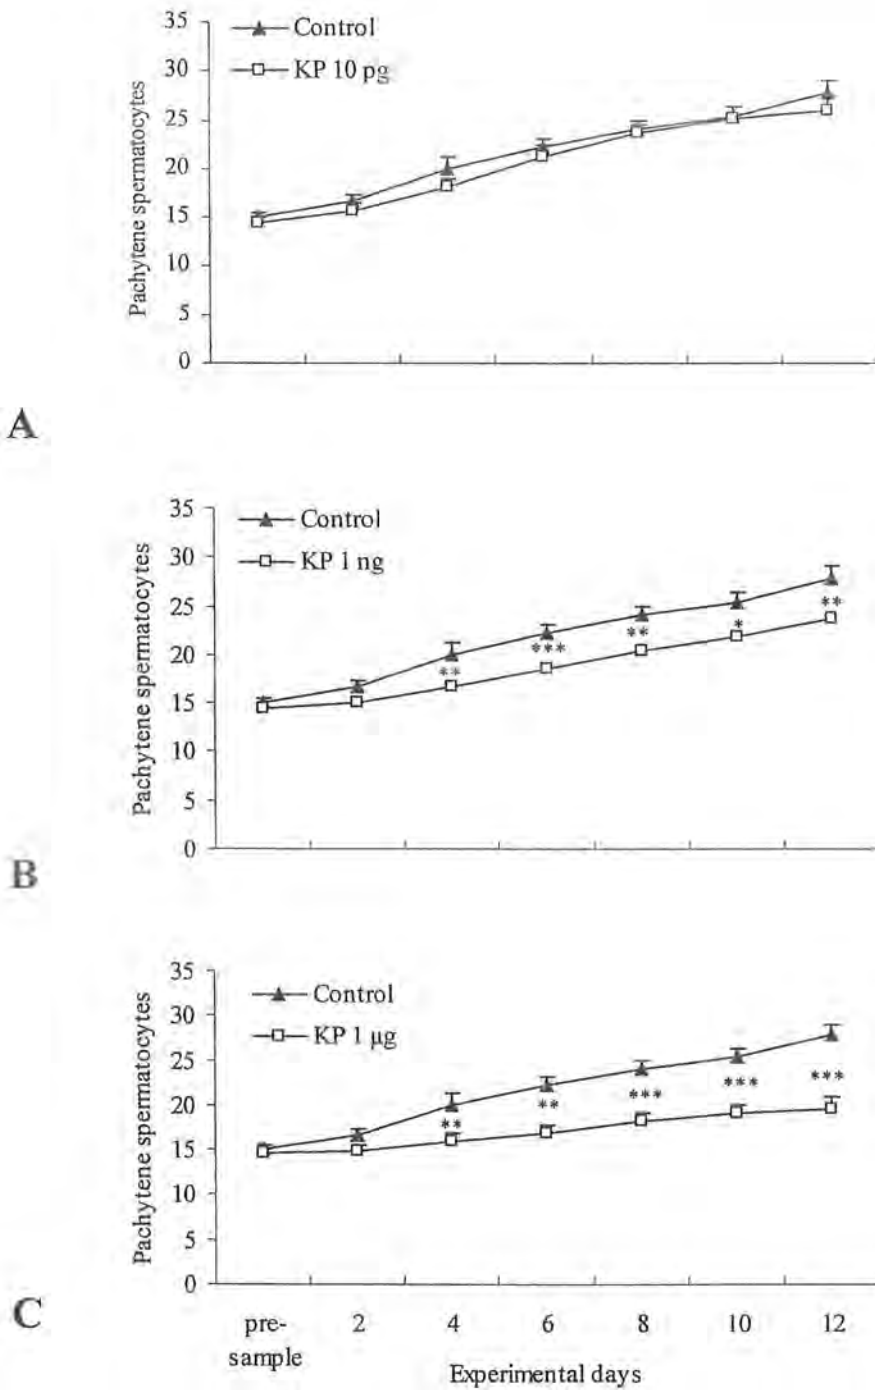 Control
KP 10 pg
Pachytene spermatocytes
35
30
25
20
15
10
5
0
A
Control
KP 1 ng
Pachytene spermatocytes
35
30
25
20
15
10
5
0
** *** ** * **
B
Control
KP 1 µg
Pachytene spermatocytes
35
30
25
20
15
10
5
0
** ** *** *** ***
C
pre- 2 4 6 8 10 12
sample
Experimental days